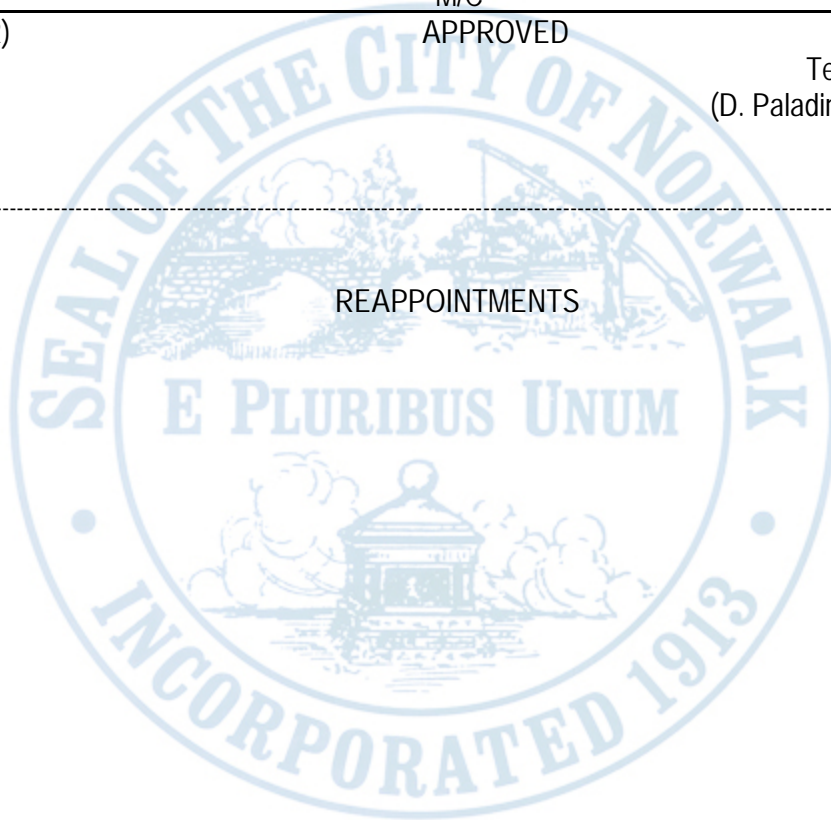 APPROVED
(D. Paladin
REAPPOINTMENTS
SEAL OF THE CITY OF NORWALK
E PLURIBUS UNUM
INCORPORATED 1913